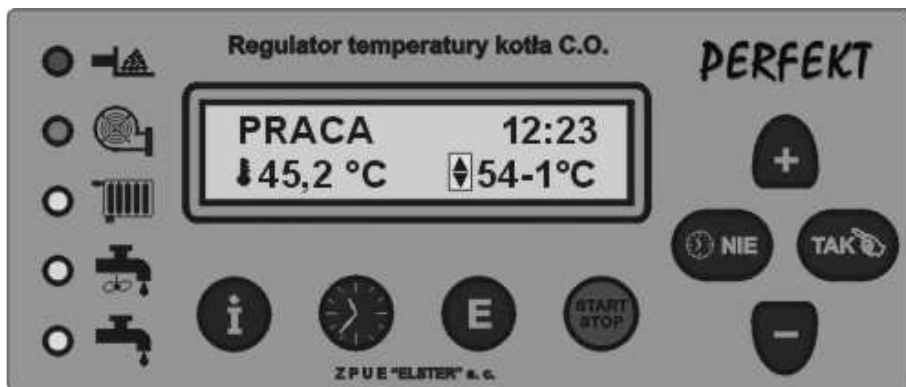 Regulator temperatury kotła C.O.
PERFEKT
PRACA 12:23
45,2 °C 54-1°C
+
NIE TAK
i E START
STOP
-
Z P U E "ELSTER" s. c.